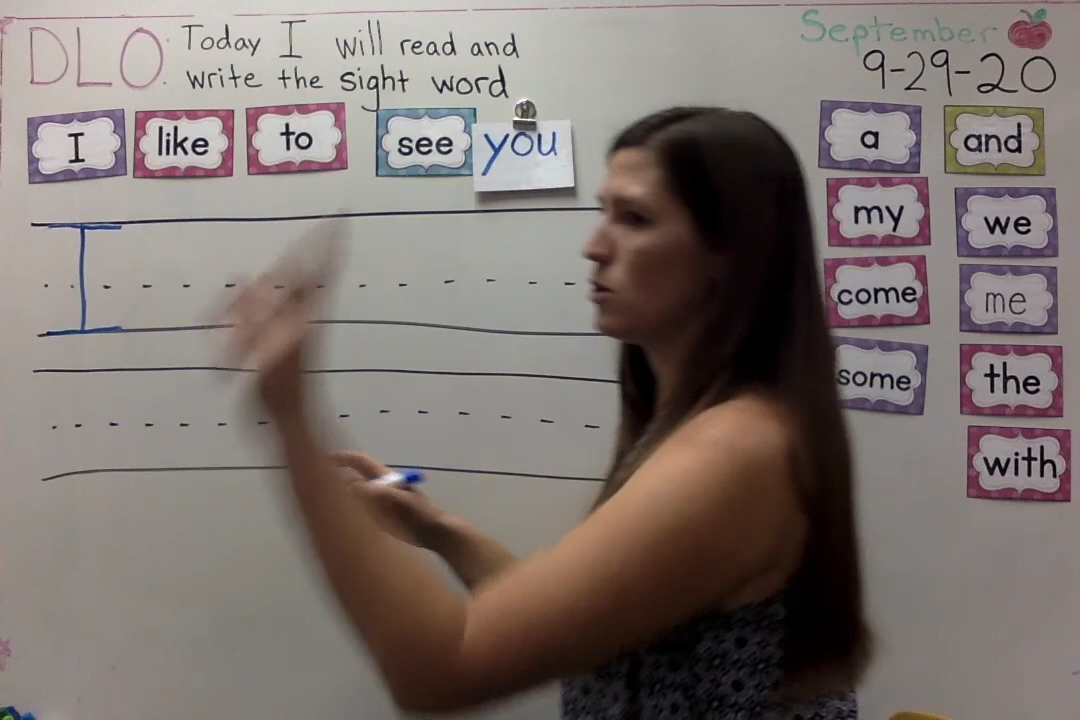 DLO: Today I will read and
write the sight word
September
9-29-20
I like to see you
I
a and
my we
come me
some the
with